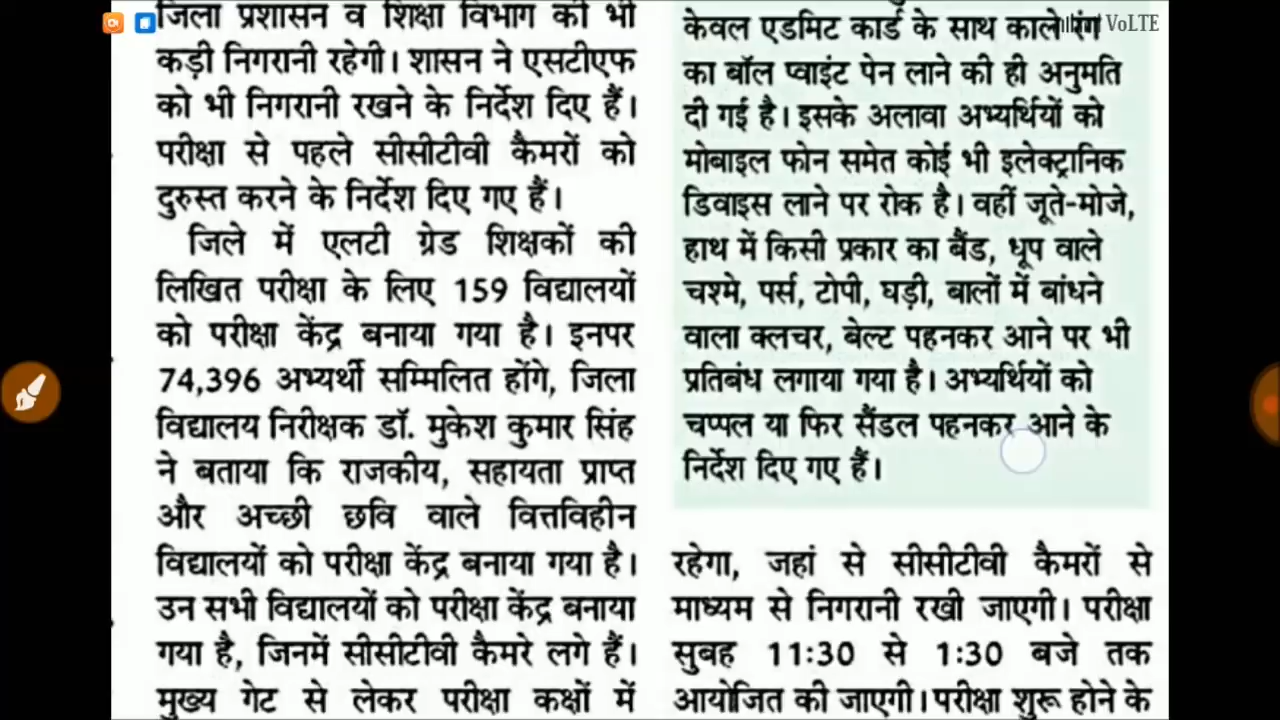 जिला प्रशासन व शिक्षा विभाग की भी
कड़ी निगरानी रहेगी। शासन ने एसटीएफ
को भी निगरानी रखने के निर्देश दिए हैं।
परीक्षा से पहले सीसीटीवी कैमरों को
दुरुस्त करने के निर्देश दिए गए हैं।
जिले में एलटी ग्रेड शिक्षकों की
लिखित परीक्षा के लिए 159 विद्यालयों
को परीक्षा केंद्र बनाया गया है। इनपर
74,396 अभ्यर्थी सम्मिलित होंगे, जिला
विद्यालय निरीक्षक डॉ. मुकेश कुमार सिंह
ने बताया कि राजकीय, सहायता प्राप्त
और अच्छी छवि वाले वित्तविहीन
विद्यालयों को परीक्षा केंद्र बनाया गया है।
उन सभी विद्यालयों को परीक्षा केंद्र बनाया
गया है, जिनमें सीसीटीवी कैमरे लगे हैं।
मुख्य गेट से लेकर परीक्षा कक्षों में
केवल एडमिट कार्ड के साथ काले रंग
का बॉल प्वाइंट पेन लाने की ही अनुमति
दी गई है। इसके अलावा अभ्यर्थियों को
मोबाइल फोन समेत कोई भी इलेक्ट्रानिक
डिवाइस लाने पर रोक है। वहीं जूते-मोजे,
हाथ में किसी प्रकार का बैंड, धूप वाले
चश्मे, पर्स, टोपी, घड़ी, बालों में बांधने
वाला क्लचर, बेल्ट पहनकर आने पर भी
प्रतिबंध लगाया गया है। अभ्यर्थियों को
चप्पल या फिर सैंडल पहनकर आने के
निर्देश दिए गए हैं।
रहेगा, जहां से सीसीटीवी कैमरों से
माध्यम से निगरानी रखी जाएगी। परीक्षा
सुबह 11:30 से 1:30 बजे तक
आयोजित की जाएगी। परीक्षा शुरू होने के
VoLTE